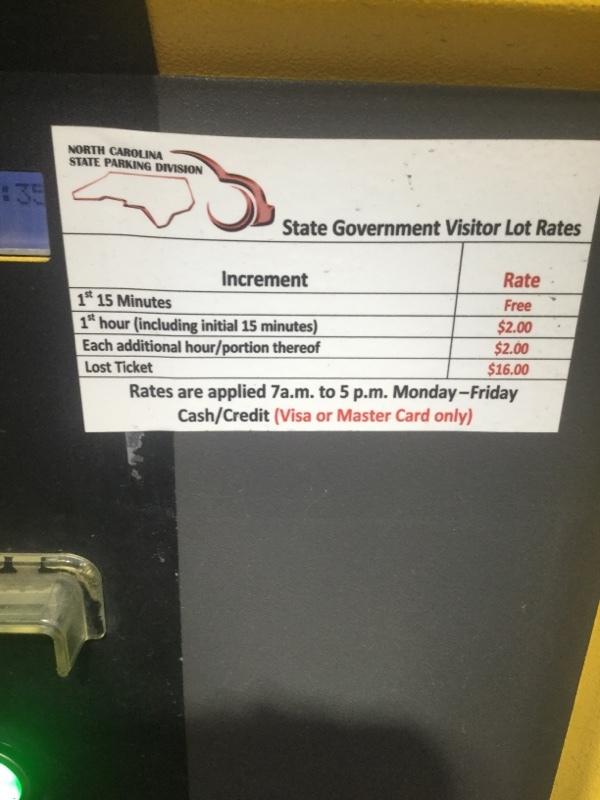 :35
NORTH CAROLINA
STATE PARKING DIVISION
State Government Visitor Lot Rates
Increment Rate
1st 15 Minutes Free
1st hour (including initial 15 minutes) $2.00
Each additional hour/portion thereof $2.00
Lost Ticket $16.00
Rates are applied 7a.m. to 5 p.m. Monday–Friday
Cash/Credit (Visa or Master Card only)